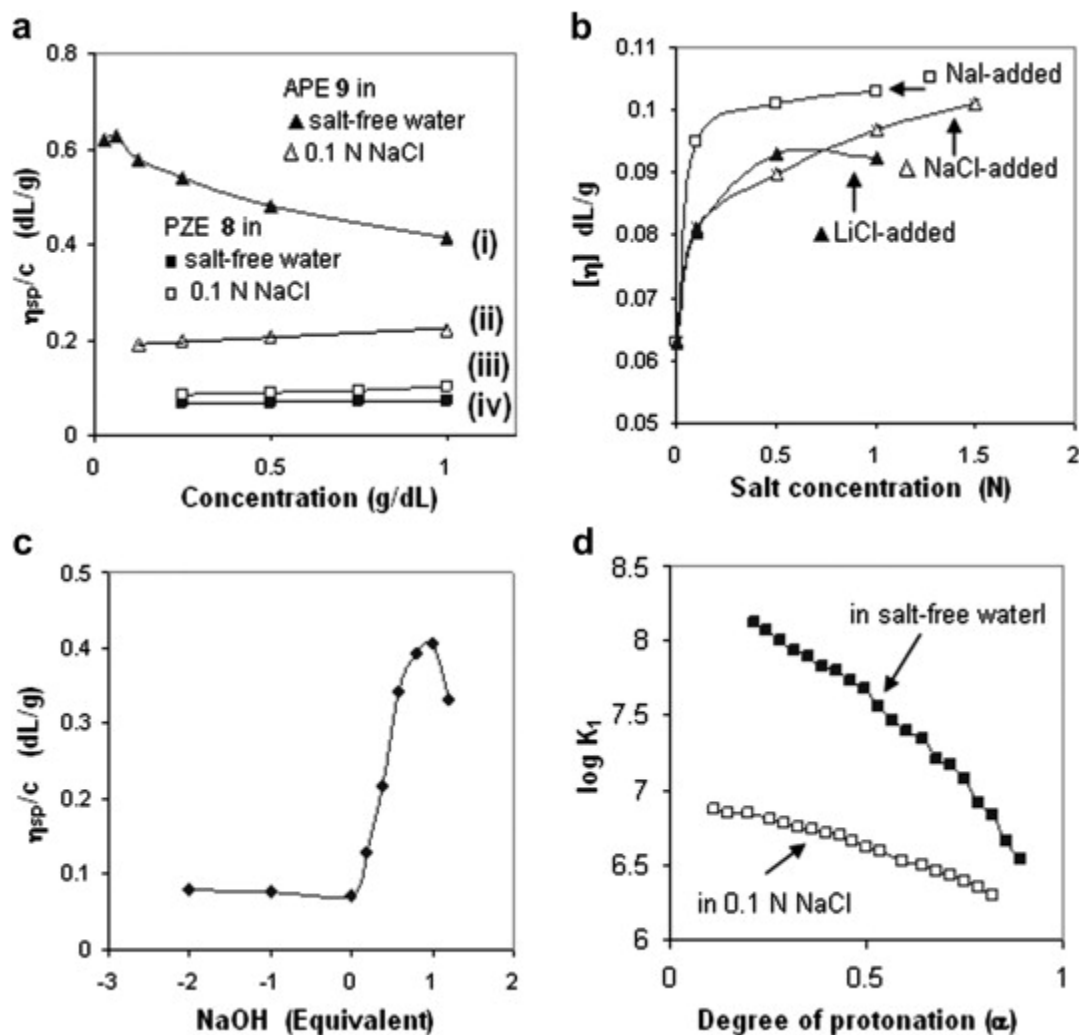 a
0.8
0.6
0.4
0.2
0
ηsp/c (dL/g)
APE 9 in
▲ salt-free water
△ 0.1 N NaCl
PZE 8 in
■ salt-free water
□ 0.1 N NaCl
(i)
(ii)
(iii)
(iv)
0 0.5 1
Concentration (g/dL)
b
0.11
0.1
0.09
0.08
0.07
0.06
0.05
[η] dL/g
□ NaI-added
△ NaCl-added
▲ LiCl-added
0 0.5 1 1.5 2
Salt concentration (N)
c
0.5
0.4
0.3
0.2
0.1
0
ηsp/c (dL/g)
-3 -2 -1 0 1 2
NaOH (Equivalent)
d
8.5
8
7.5
7
6.5
6
log K1
in salt-free waterl
in 0.1 N NaCl
0 0.5 1
Degree of protonation (α)